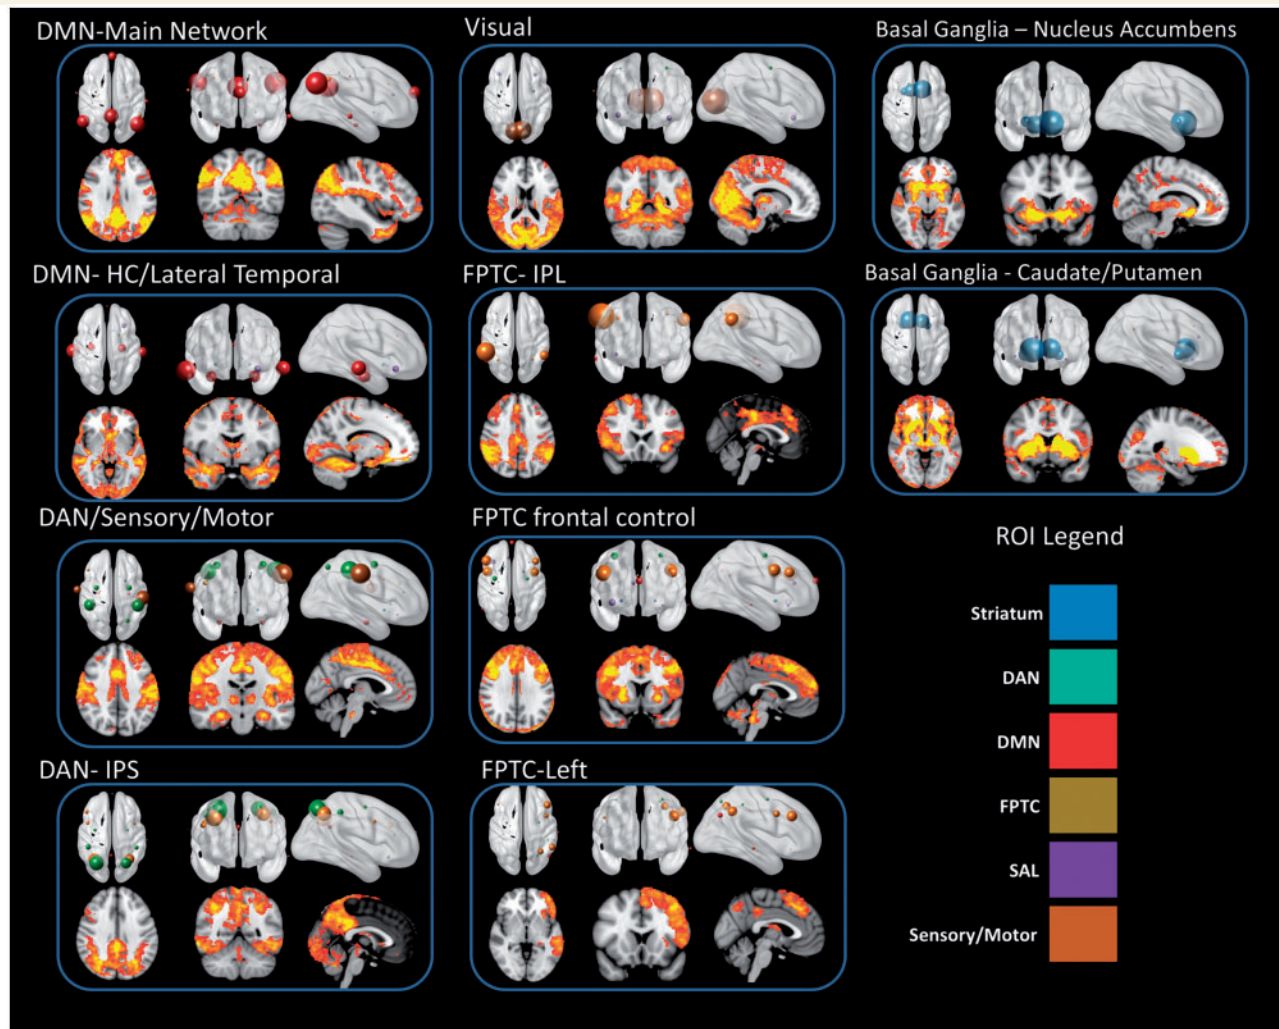 DMN-Main Network
Visual
Basal Ganglia – Nucleus Accumbens
DMN- HC/Lateral Temporal
FPTC- IPL
Basal Ganglia - Caudate/Putamen
DAN/Sensory/Motor
FPTC frontal control
DAN- IPS
FPTC-Left
ROI Legend
Striatum
DAN
DMN
FPTC
SAL
Sensory/Motor